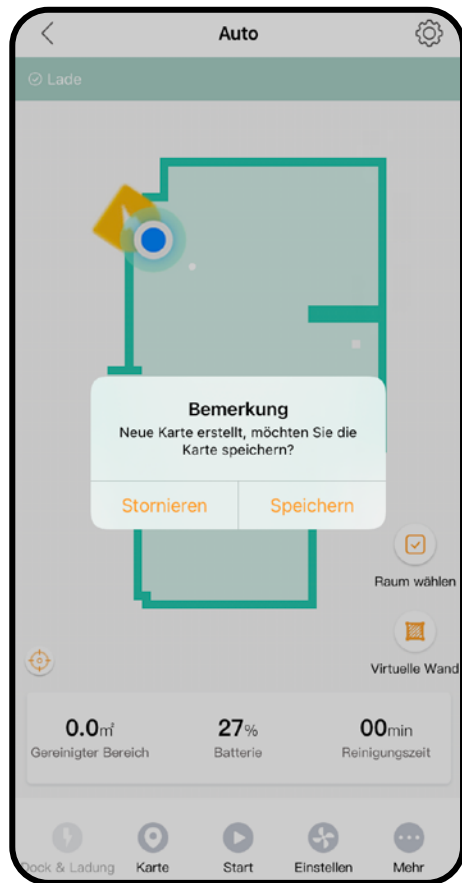 Auto
Lade
Bemerkung
Neue Karte erstellt, möchten Sie die
Karte speichern?
Stornieren Speichern
Raum wählen
Virtuelle Wand
0.0㎡ 27% 00min
Gereinigter Bereich Batterie Reinigungszeit
Dock & Ladung Karte Start Einstellen Mehr